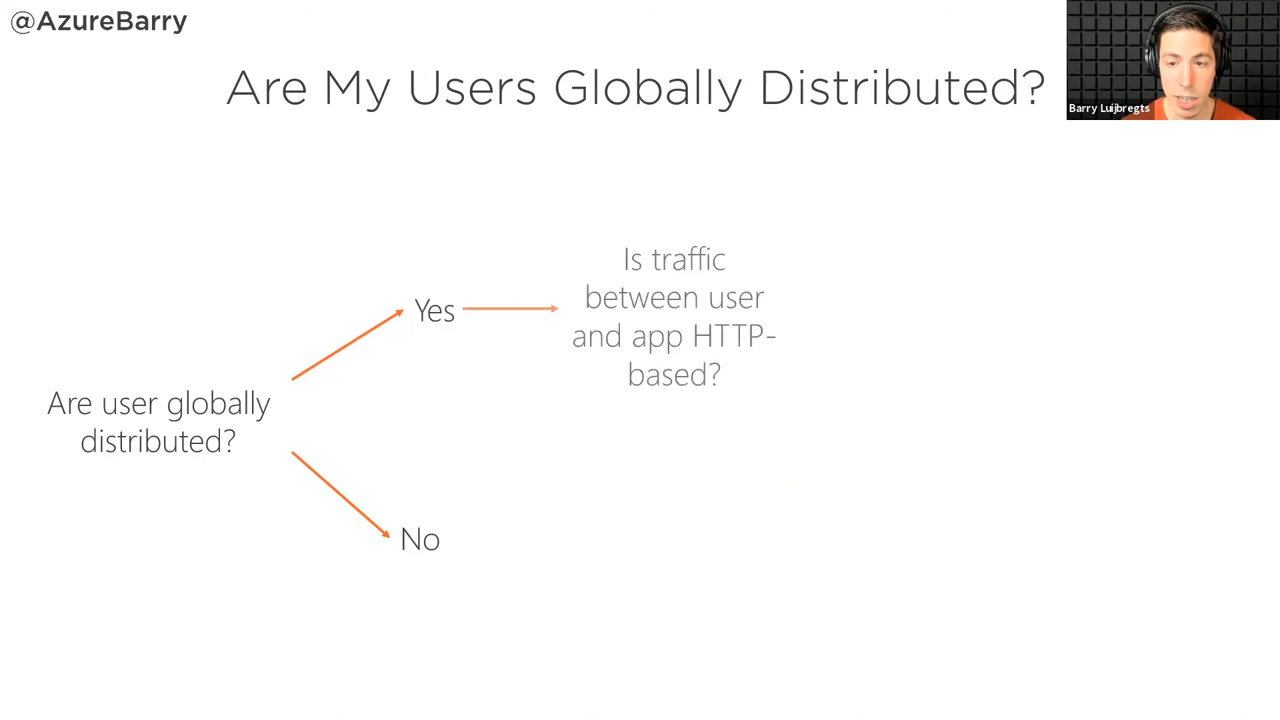 @AzureBarry
Are My Users Globally Distributed?
Barry Luijbregts
Is traffic
between user
and app HTTP-
based?
Yes
Are user globally
distributed?
No